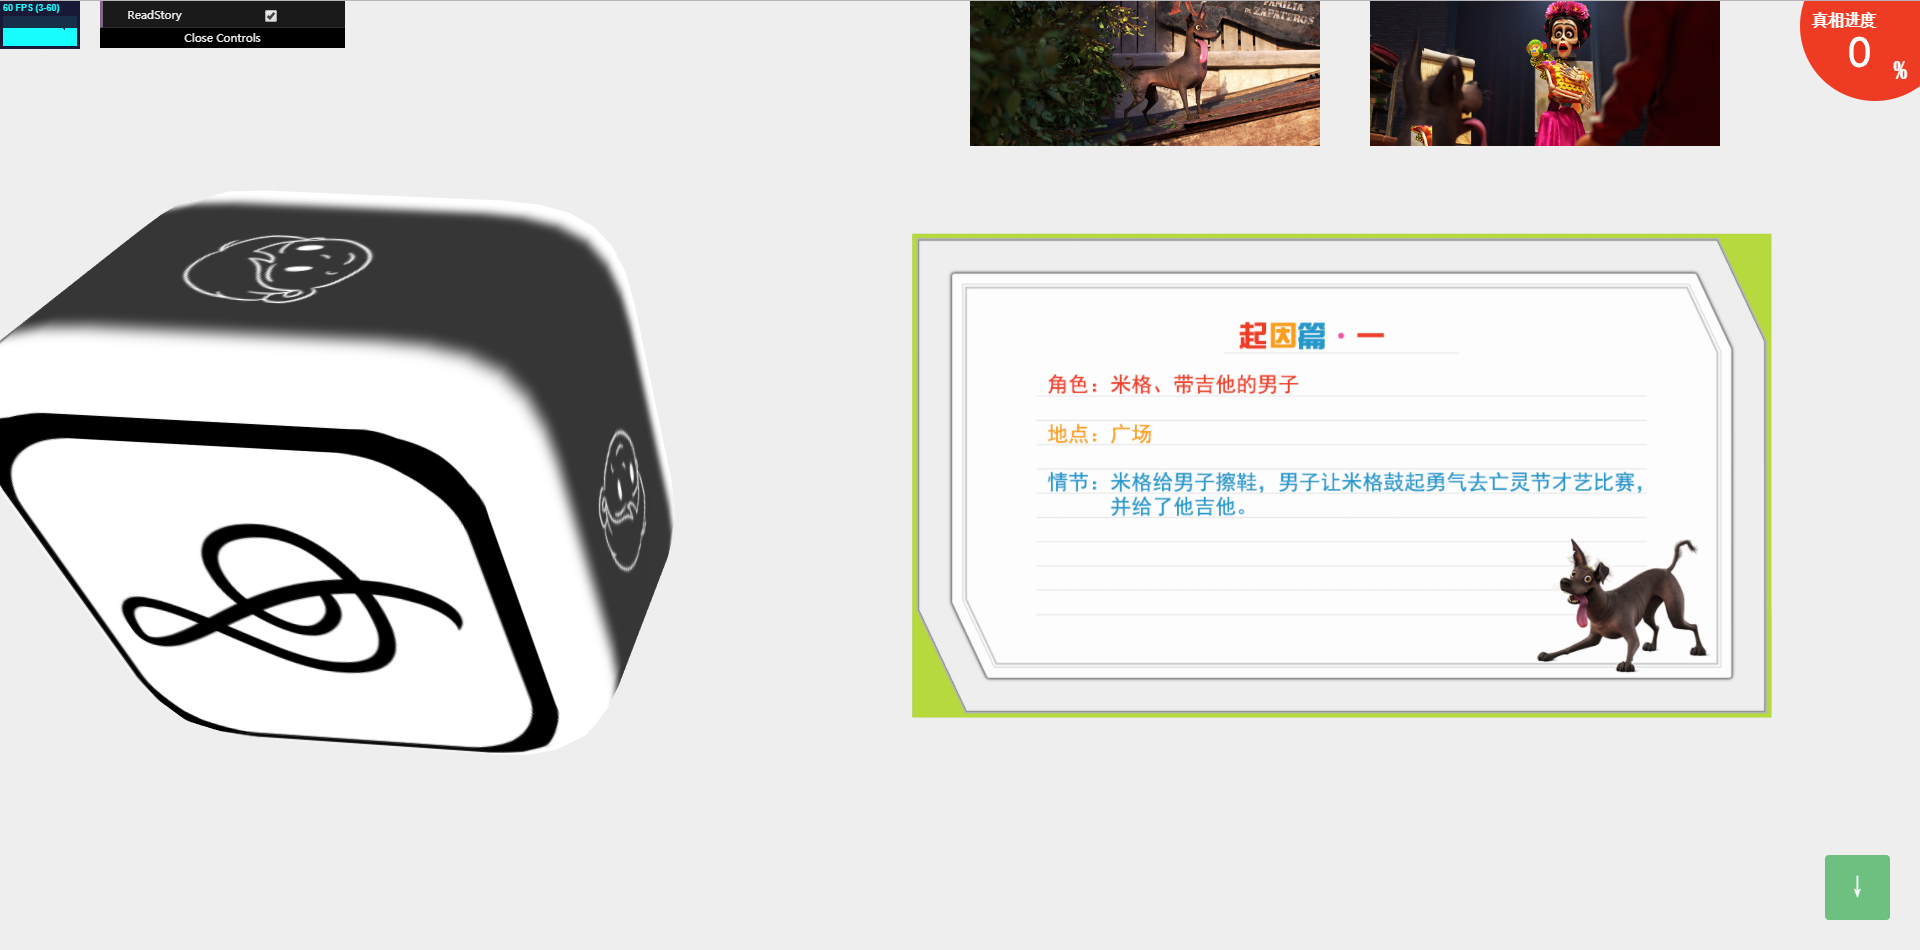 60 FPS (3-60)
ReadStory
Close Controls
FAMILIA
DE ZAPATEROS
真相进度
0 %
起因篇·一
角色：米格、带吉他的男子
地点：广场
情节：米格给男子擦鞋，男子让米格鼓起勇气去亡灵节才艺比赛，
并给了他吉他。
↓